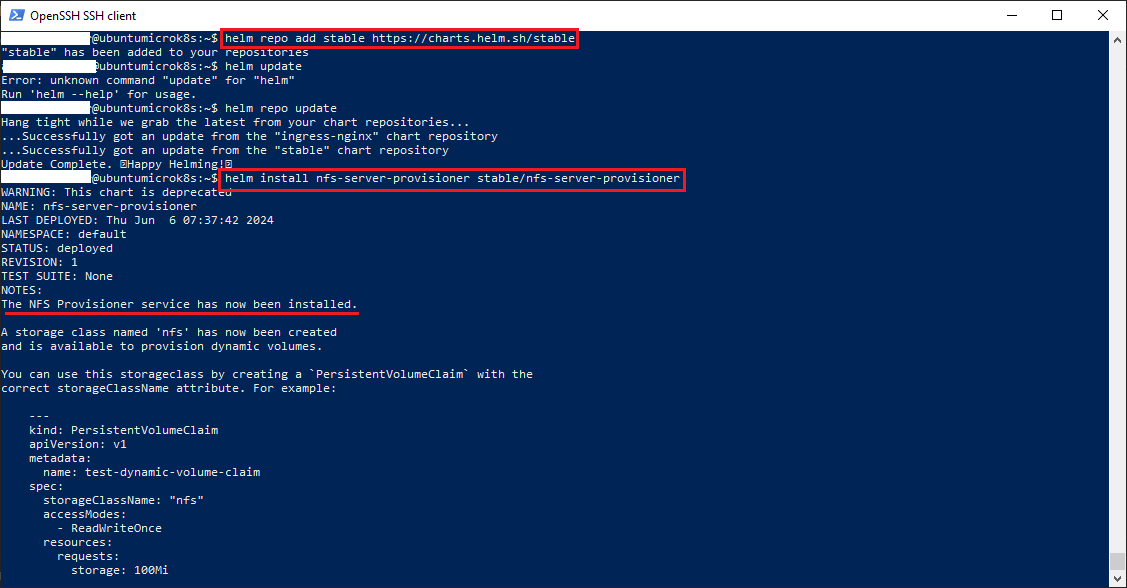 OpenSSH SSH client
@ubuntumicrok8s:~$ helm repo add stable https://charts.helm.sh/stable
"stable" has been added to your repositories
@ubuntumicrok8s:~$ helm update
Error: unknown command "update" for "helm"
Run 'helm --help' for usage.
@ubuntumicrok8s:~$ helm repo update
Hang tight while we grab the latest from your chart repositories...
...Successfully got an update from the "ingress-nginx" chart repository
...Successfully got an update from the "stable" chart repository
Update Complete. ⍰Happy Helming!⍰
@ubuntumicrok8s:~$ helm install nfs-server-provisioner stable/nfs-server-provisioner
WARNING: This chart is deprecated
NAME: nfs-server-provisioner
LAST DEPLOYED: Thu Jun  6 07:37:42 2024
NAMESPACE: default
STATUS: deployed
REVISION: 1
TEST SUITE: None
NOTES:
The NFS Provisioner service has now been installed.
A storage class named 'nfs' has now been created
and is available to provision dynamic volumes.
You can use this storageclass by creating a `PersistentVolumeClaim` with the
correct storageClassName attribute. For example:
    ---
    kind: PersistentVolumeClaim
    apiVersion: v1
    metadata:
      name: test-dynamic-volume-claim
    spec:
      storageClassName: "nfs"
      accessModes:
        - ReadWriteOnce
      resources:
        requests:
          storage: 100Mi